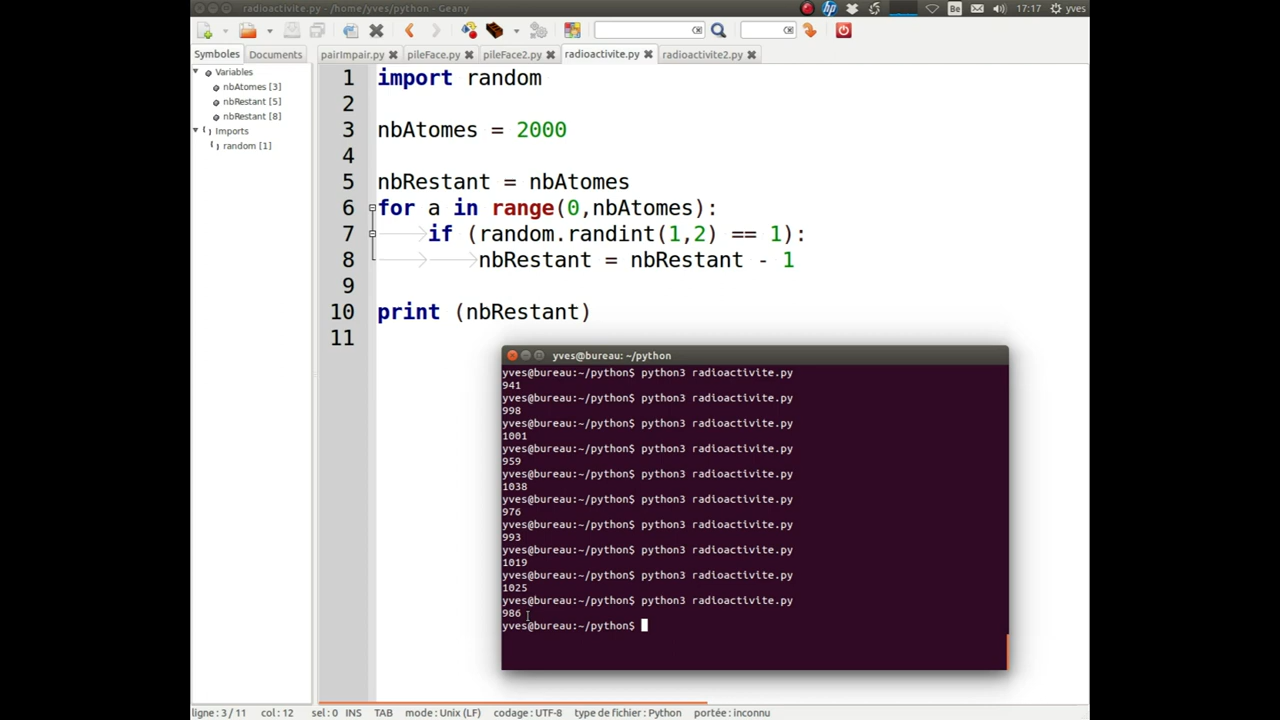 radioactivite.py - /home/yves/python - Geany
Be
17:17
yves
Symboles
Documents
pairImpair.py
pileFace.py
pileFace2.py
radioactivite.py
radioactivite2.py
Variables
nbAtomes [3]
nbRestant [5]
nbRestant [8]
Imports
random [1]
1 import random
2
3 nbAtomes = 2000
4
5 nbRestant = nbAtomes
6 for a in range(0,nbAtomes):
7 if (random.randint(1,2) == 1):
8 nbRestant = nbRestant - 1
9
10 print (nbRestant)
11
yves@bureau: ~/python
yves@bureau:~/python$ python3 radioactivite.py
941
yves@bureau:~/python$ python3 radioactivite.py
998
yves@bureau:~/python$ python3 radioactivite.py
1001
yves@bureau:~/python$ python3 radioactivite.py
959
yves@bureau:~/python$ python3 radioactivite.py
1038
yves@bureau:~/python$ python3 radioactivite.py
976
yves@bureau:~/python$ python3 radioactivite.py
993
yves@bureau:~/python$ python3 radioactivite.py
1019
yves@bureau:~/python$ python3 radioactivite.py
1025
yves@bureau:~/python$ python3 radioactivite.py
986
yves@bureau:~/python$
ligne : 3 / 11 col : 12 sel : 0 INS TAB mode : Unix (LF) codage : UTF-8 type de fichier : Python portée : inconnu